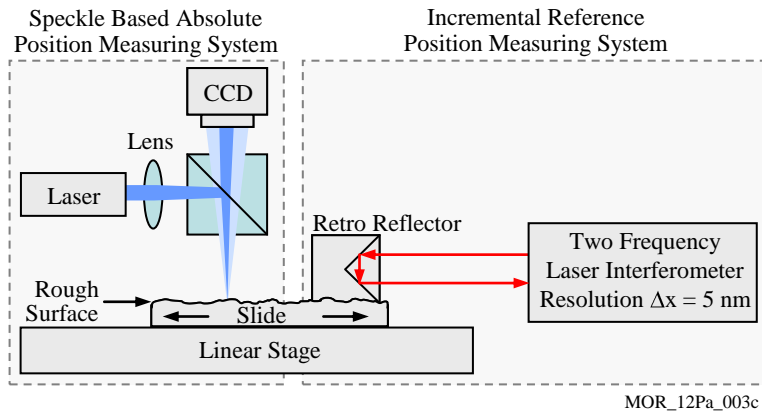 Speckle Based Absolute
Position Measuring System
Incremental Reference
Position Measuring System
CCD
Lens
Laser
Retro Reflector
Two Frequency
Laser Interferometer
Resolution Δx = 5 nm
Rough
Surface
Slide
Linear Stage
MOR_12Pa_003c